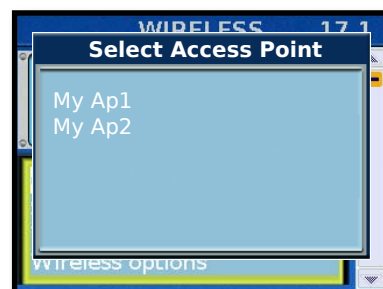 WIRELESS 17.1
Select Access Point
My Ap1
My Ap2
Wireless options